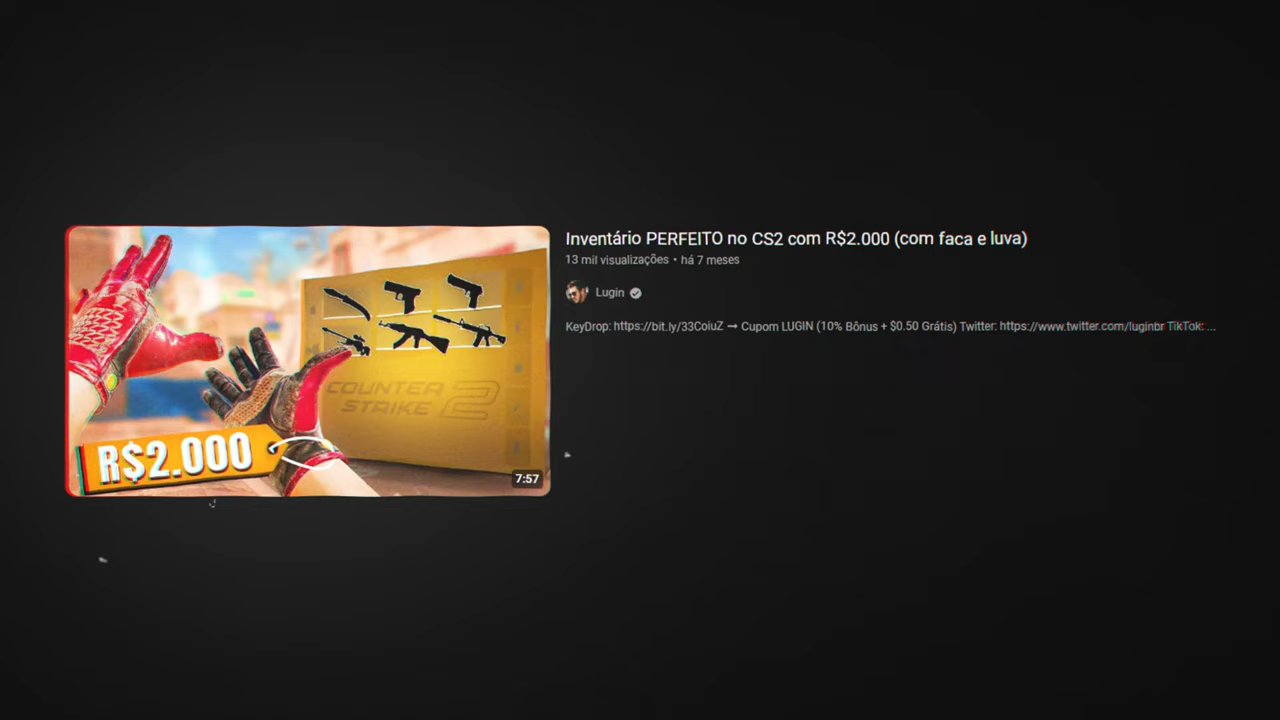 COUNTER
STRIKE 2
R$2.000
7:57
Inventário PERFEITO no CS2 com R$2.000 (com faca e luva)
13 mil visualizações • há 7 meses
Lugin
KeyDrop: https://bit.ly/33CoiuZ ➞ Cupom LUGIN (10% Bônus + $0.50 Grátis) Twitter: https://www.twitter.com/luginbr TikTok: ...